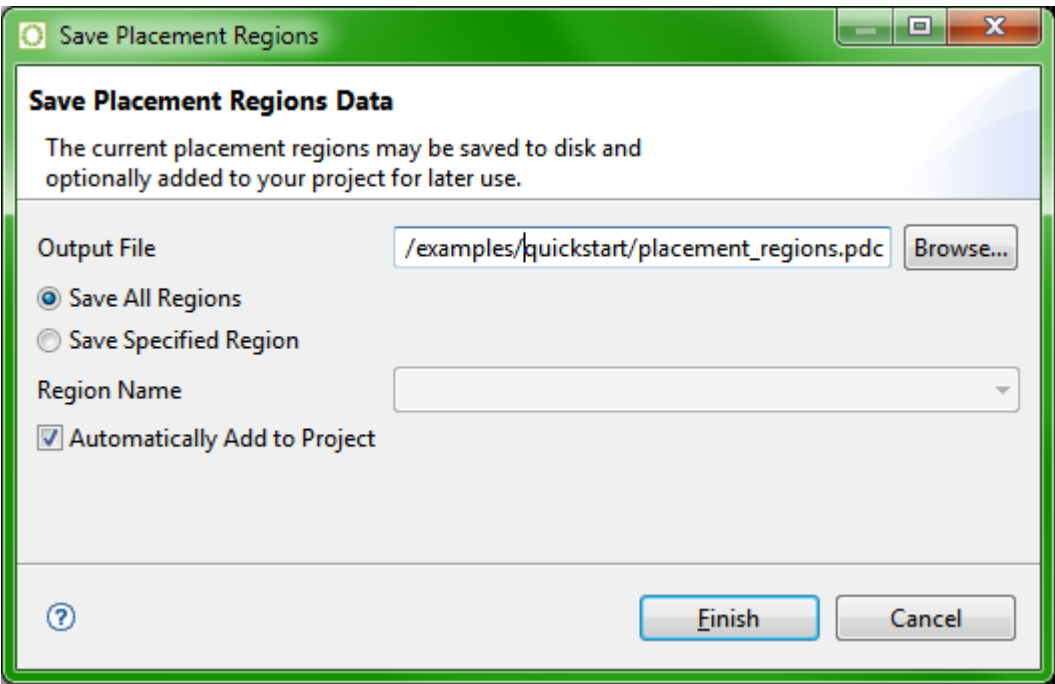 Save Placement Regions
Save Placement Regions Data
The current placement regions may be saved to disk and
optionally added to your project for later use.
Output File /examples/quickstart/placement_regions.pdc Browse...
Save All Regions
Save Specified Region
Region Name
Automatically Add to Project
Finish Cancel